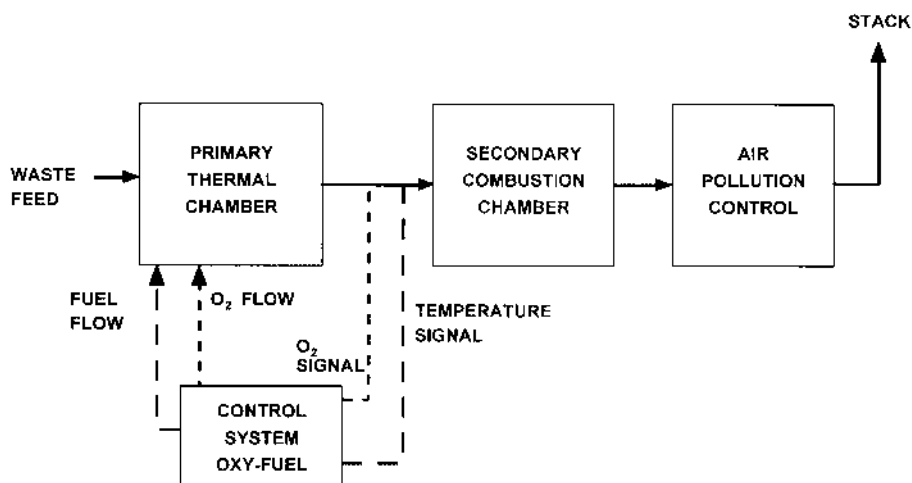 STACK
WASTE
FEED
PRIMARY
THERMAL
CHAMBER
SECONDARY
COMBUSTION
CHAMBER
AIR
POLLUTION
CONTROL
FUEL
FLOW
O₂ FLOW
O₂
SIGNAL
TEMPERATURE
SIGNAL
CONTROL
SYSTEM
OXY-FUEL